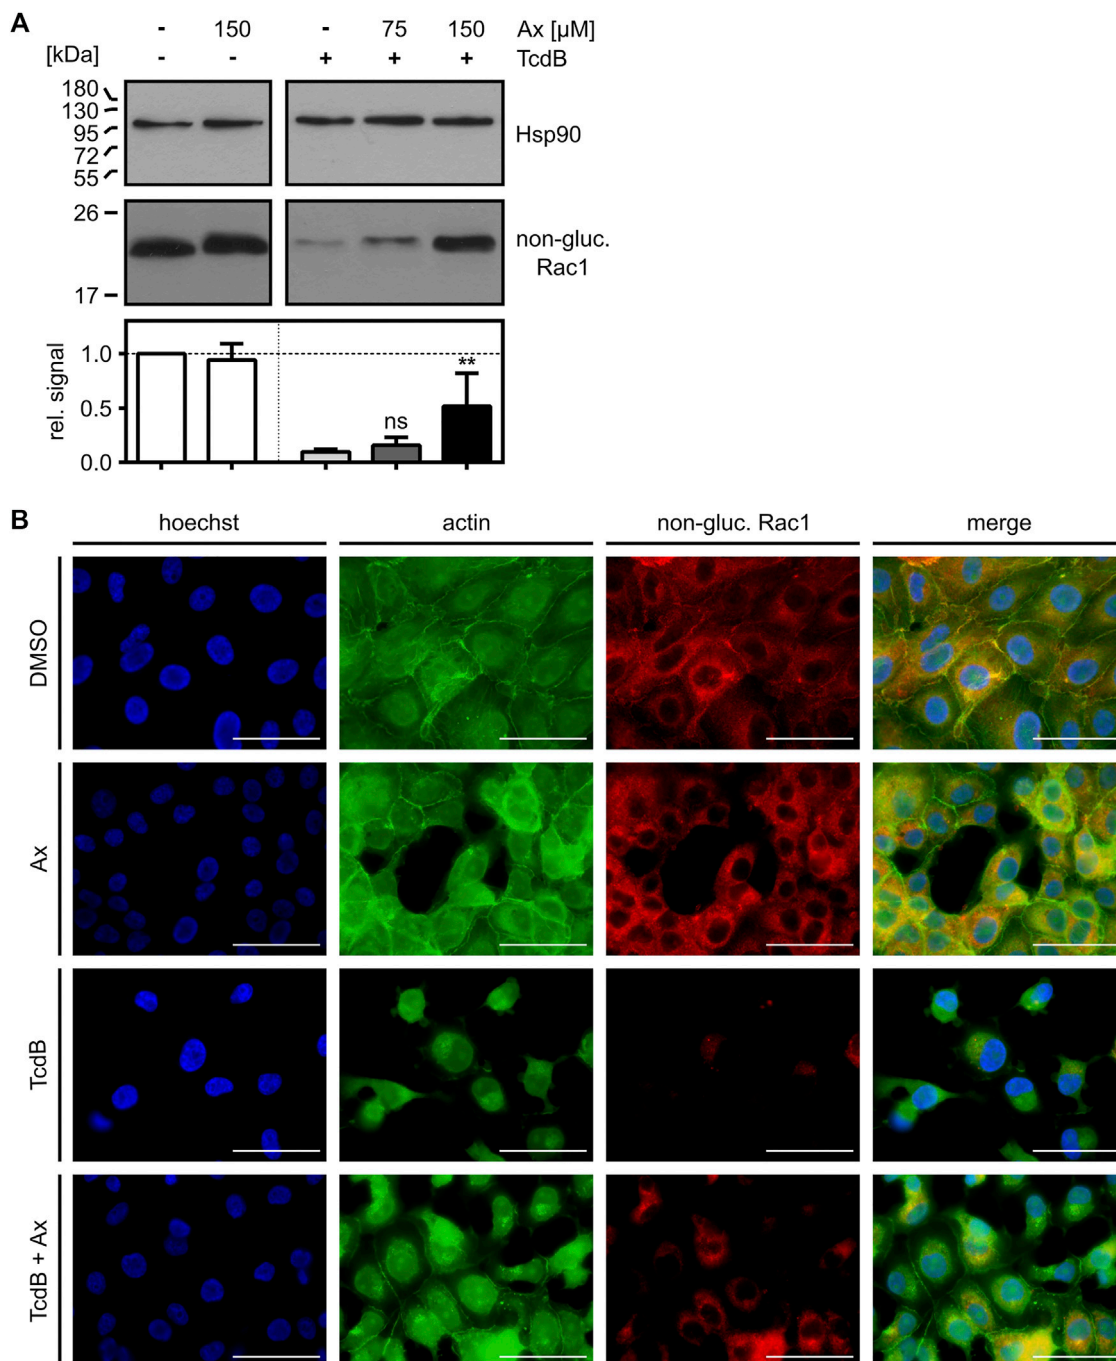 A
- 150 - 75 150 Ax [µM]
[kDa] - - + + + TcdB
180
130
95
72
55
Hsp90
26
17
non-gluc.
Rac1
rel. signal
1.0
0.5
0.0
ns
**
B
hoechst actin non-gluc. Rac1 merge
DMSO
Ax
TcdB
TcdB + Ax